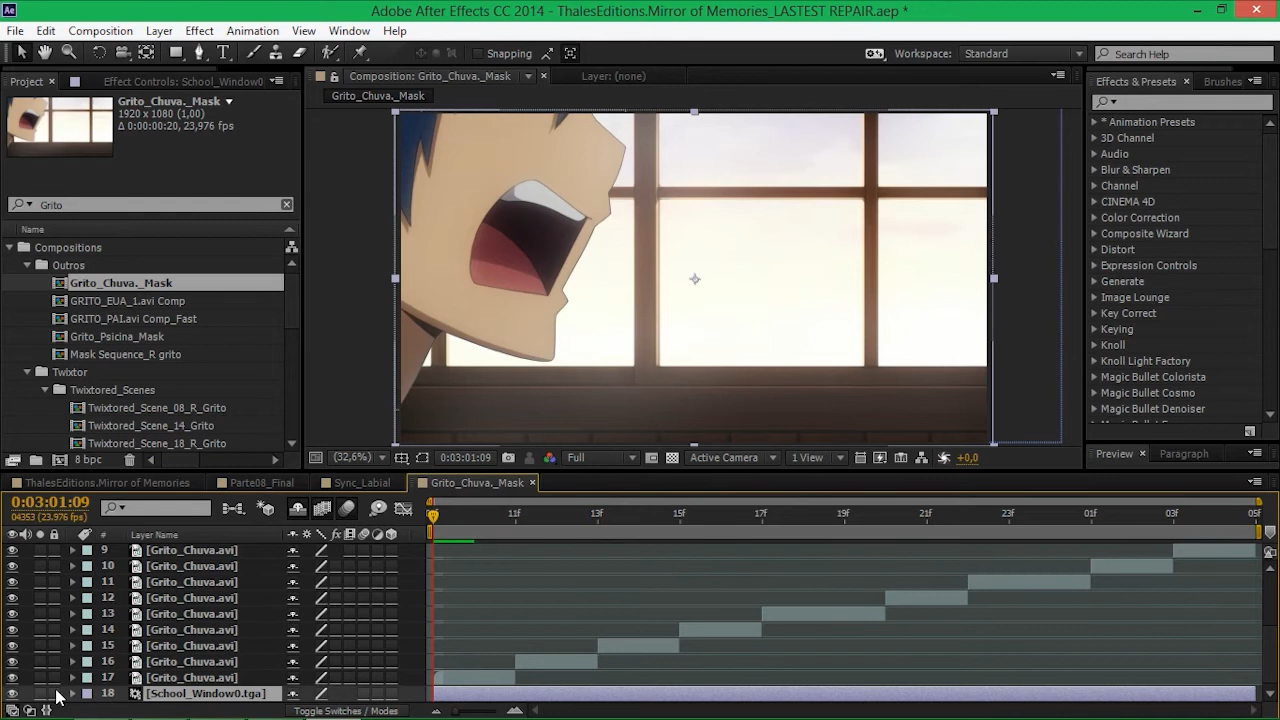 Ae Adobe After Effects CC 2014 - ThalesEditions.Mirror of Memories_LASTEST REPAIR.aep *
File Edit Composition Layer Effect Animation View Window Help
Snapping Workspace: Standard Search Help
Project Effect Controls: School_Window0 Composition: Grito_Chuva._Mask Layer: (none) Effects & Presets Brushes
Grito_Chuva._Mask
1920 x 1080 (1,00)
Δ 0:00:00:20, 23,976 fps
Grito_Chuva._Mask
Grito
Name
Compositions
Outros
Grito_Chuva._Mask
GRITO_EUA_1.avi Comp
GRITO_PAI.avi Comp_Fast
Grito_Psicina_Mask
Mask Sequence_R grito
Twixtor
Twixtored_Scenes
Twixtored_Scene_08_R_Grito
Twixtored_Scene_14_Grito
Twixtored_Scene_18_R_Grito
8 bpc
(32,6%) 0:03:01:09 Full Active Camera 1 View +0,0
* Animation Presets
3D Channel
Audio
Blur & Sharpen
Channel
CINEMA 4D
Color Correction
Composite Wizard
Distort
Expression Controls
Generate
Image Lounge
Key Correct
Keying
Knoll
Knoll Light Factory
Magic Bullet Colorista
Magic Bullet Cosmo
Magic Bullet Denoiser
Preview Paragraph
ThalesEditions.Mirror of Memories Parte08_Final Sync_Labial Grito_Chuva._Mask
0:03:01:09
04353 (23.976 fps)
11f 13f 15f 17f 21f 23f 01f 03f 05f
# Layer Name
9 [Grito_Chuva.avi]
10 [Grito_Chuva.avi]
11 [Grito_Chuva.avi]
12 [Grito_Chuva.avi]
13 [Grito_Chuva.avi]
14 [Grito_Chuva.avi]
15 [Grito_Chuva.avi]
16 [Grito_Chuva.avi]
17 [Grito_Chuva.avi]
18 [School_Window0.tga]
Toggle Switches / Modes